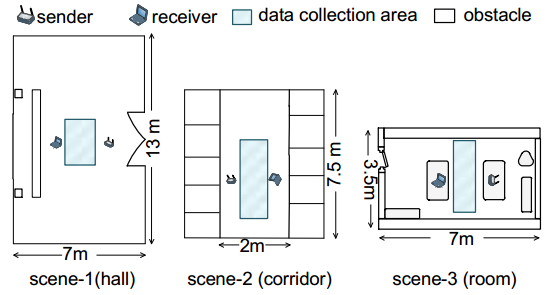 sender receiver data collection area obstacle
13 m
7m
scene-1(hall)
7.5 m
2m
scene-2 (corridor)
3.5m
7m
scene-3 (room)